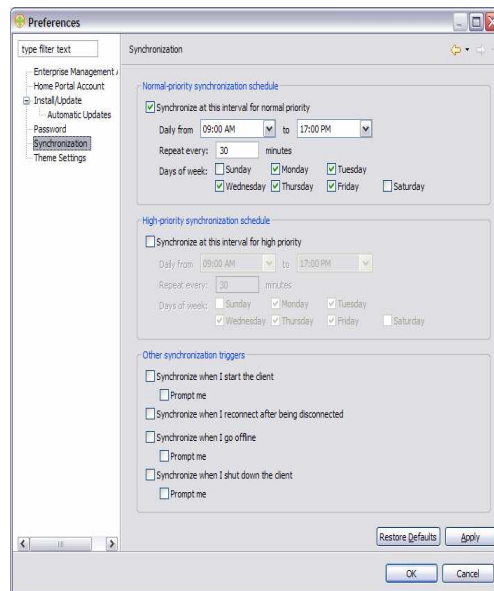 Preferences
type filter text
Synchronization
Enterprise Management
Home Portal Account
Install/Update
Automatic Updates
Password
Synchronization
Theme Settings
Normal-priority synchronization schedule
Synchronize at this interval for normal priority
Daily from 09:00 AM to 17:00 PM
Repeat every: 30 minutes
Days of week: Sunday Monday Tuesday
Wednesday Thursday Friday Saturday
High-priority synchronization schedule
Synchronize at this interval for high priority
Daily from 09:00 AM to 17:00 PM
Repeat every: 30 minutes
Days of week: Sunday Monday Tuesday
Wednesday Thursday Friday Saturday
Other synchronization triggers
Synchronize when I start the client
Prompt me
Synchronize when I reconnect after being disconnected
Synchronize when I go offline
Prompt me
Synchronize when I shut down the client
Prompt me
Restore Defaults Apply
OK Cancel